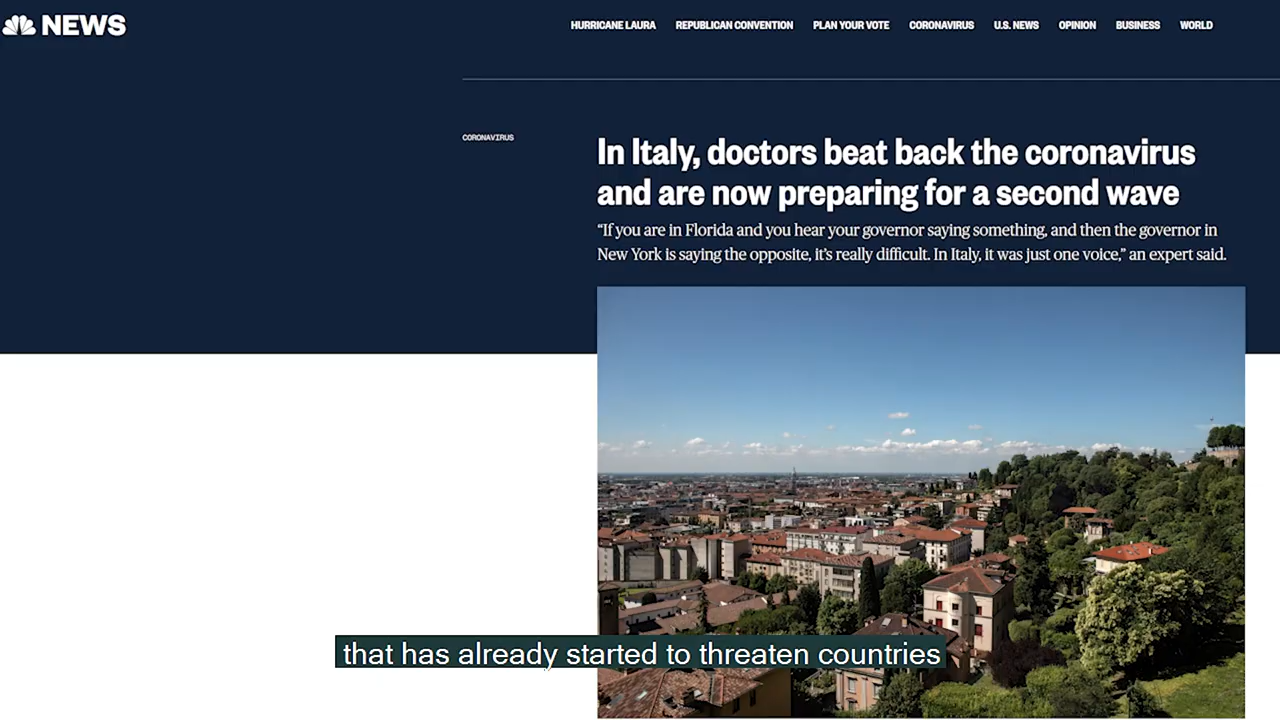 NEWS
HURRICANE LAURA REPUBLICAN CONVENTION PLAN YOUR VOTE CORONAVIRUS U.S. NEWS OPINION BUSINESS WORLD
CORONAVIRUS
In Italy, doctors beat back the coronavirus
and are now preparing for a second wave
“If you are in Florida and you hear your governor saying something, and then the governor in
New York is saying the opposite, it’s really difficult. In Italy, it was just one voice,” an expert said.
that has already started to threaten countries